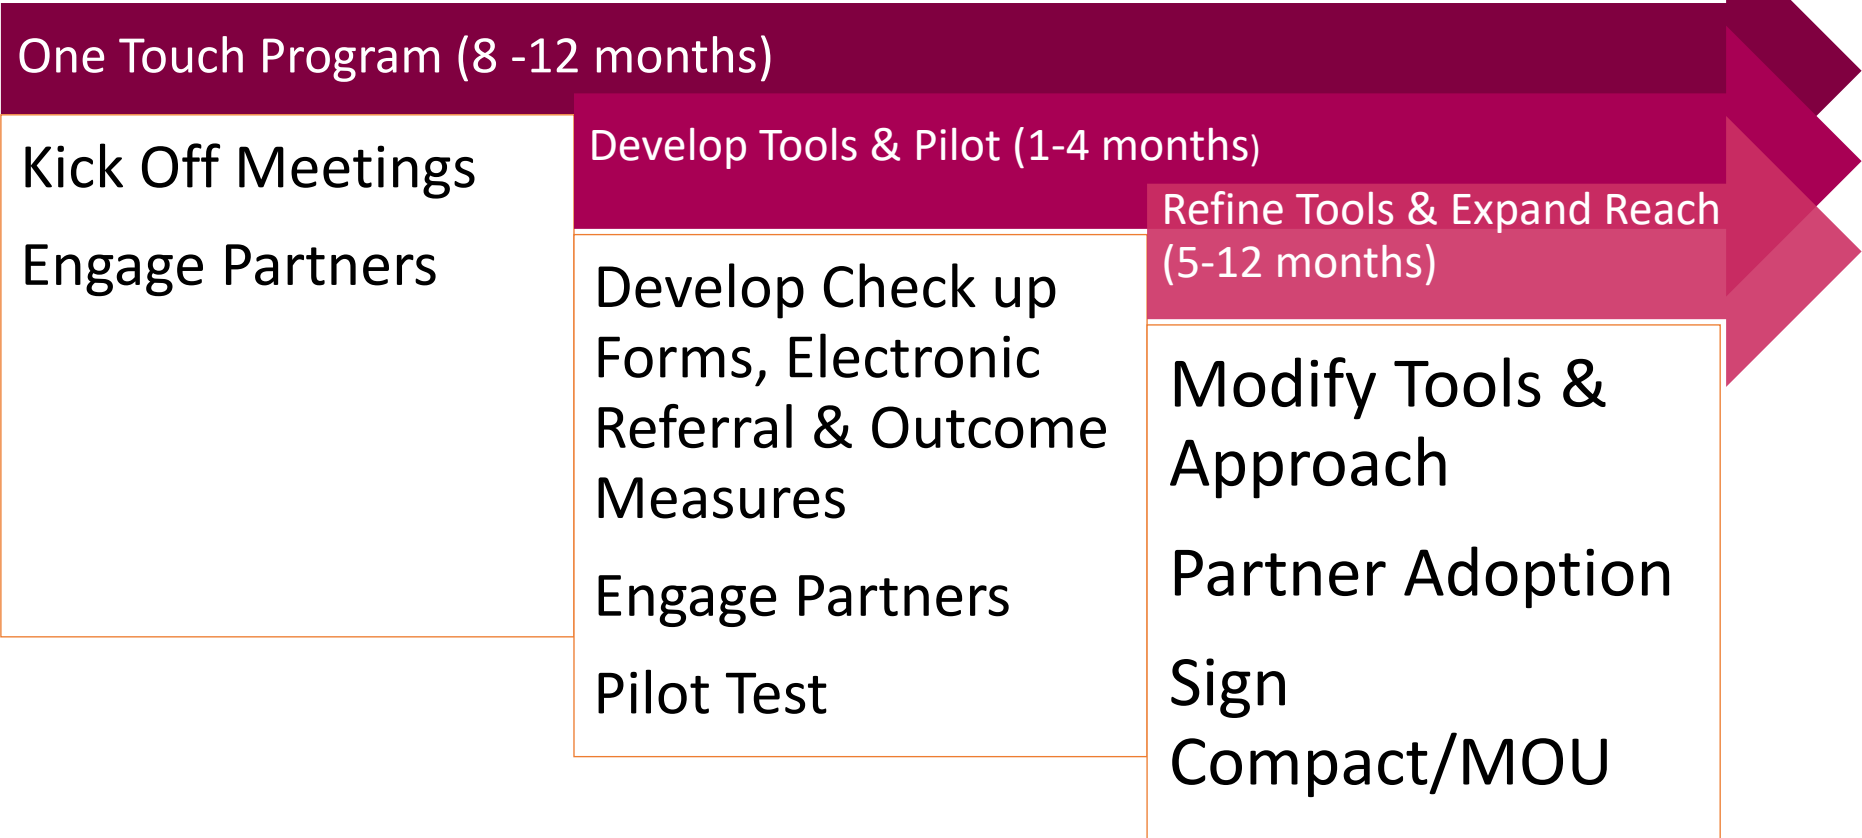 One Touch Program (8 -12 months)
Kick Off Meetings
Engage Partners
Develop Tools & Pilot (1-4 months)
Develop Check up
Forms, Electronic
Referral & Outcome
Measures
Engage Partners
Pilot Test
Refine Tools & Expand Reach
(5-12 months)
Modify Tools &
Approach
Partner Adoption
Sign
Compact/MOU